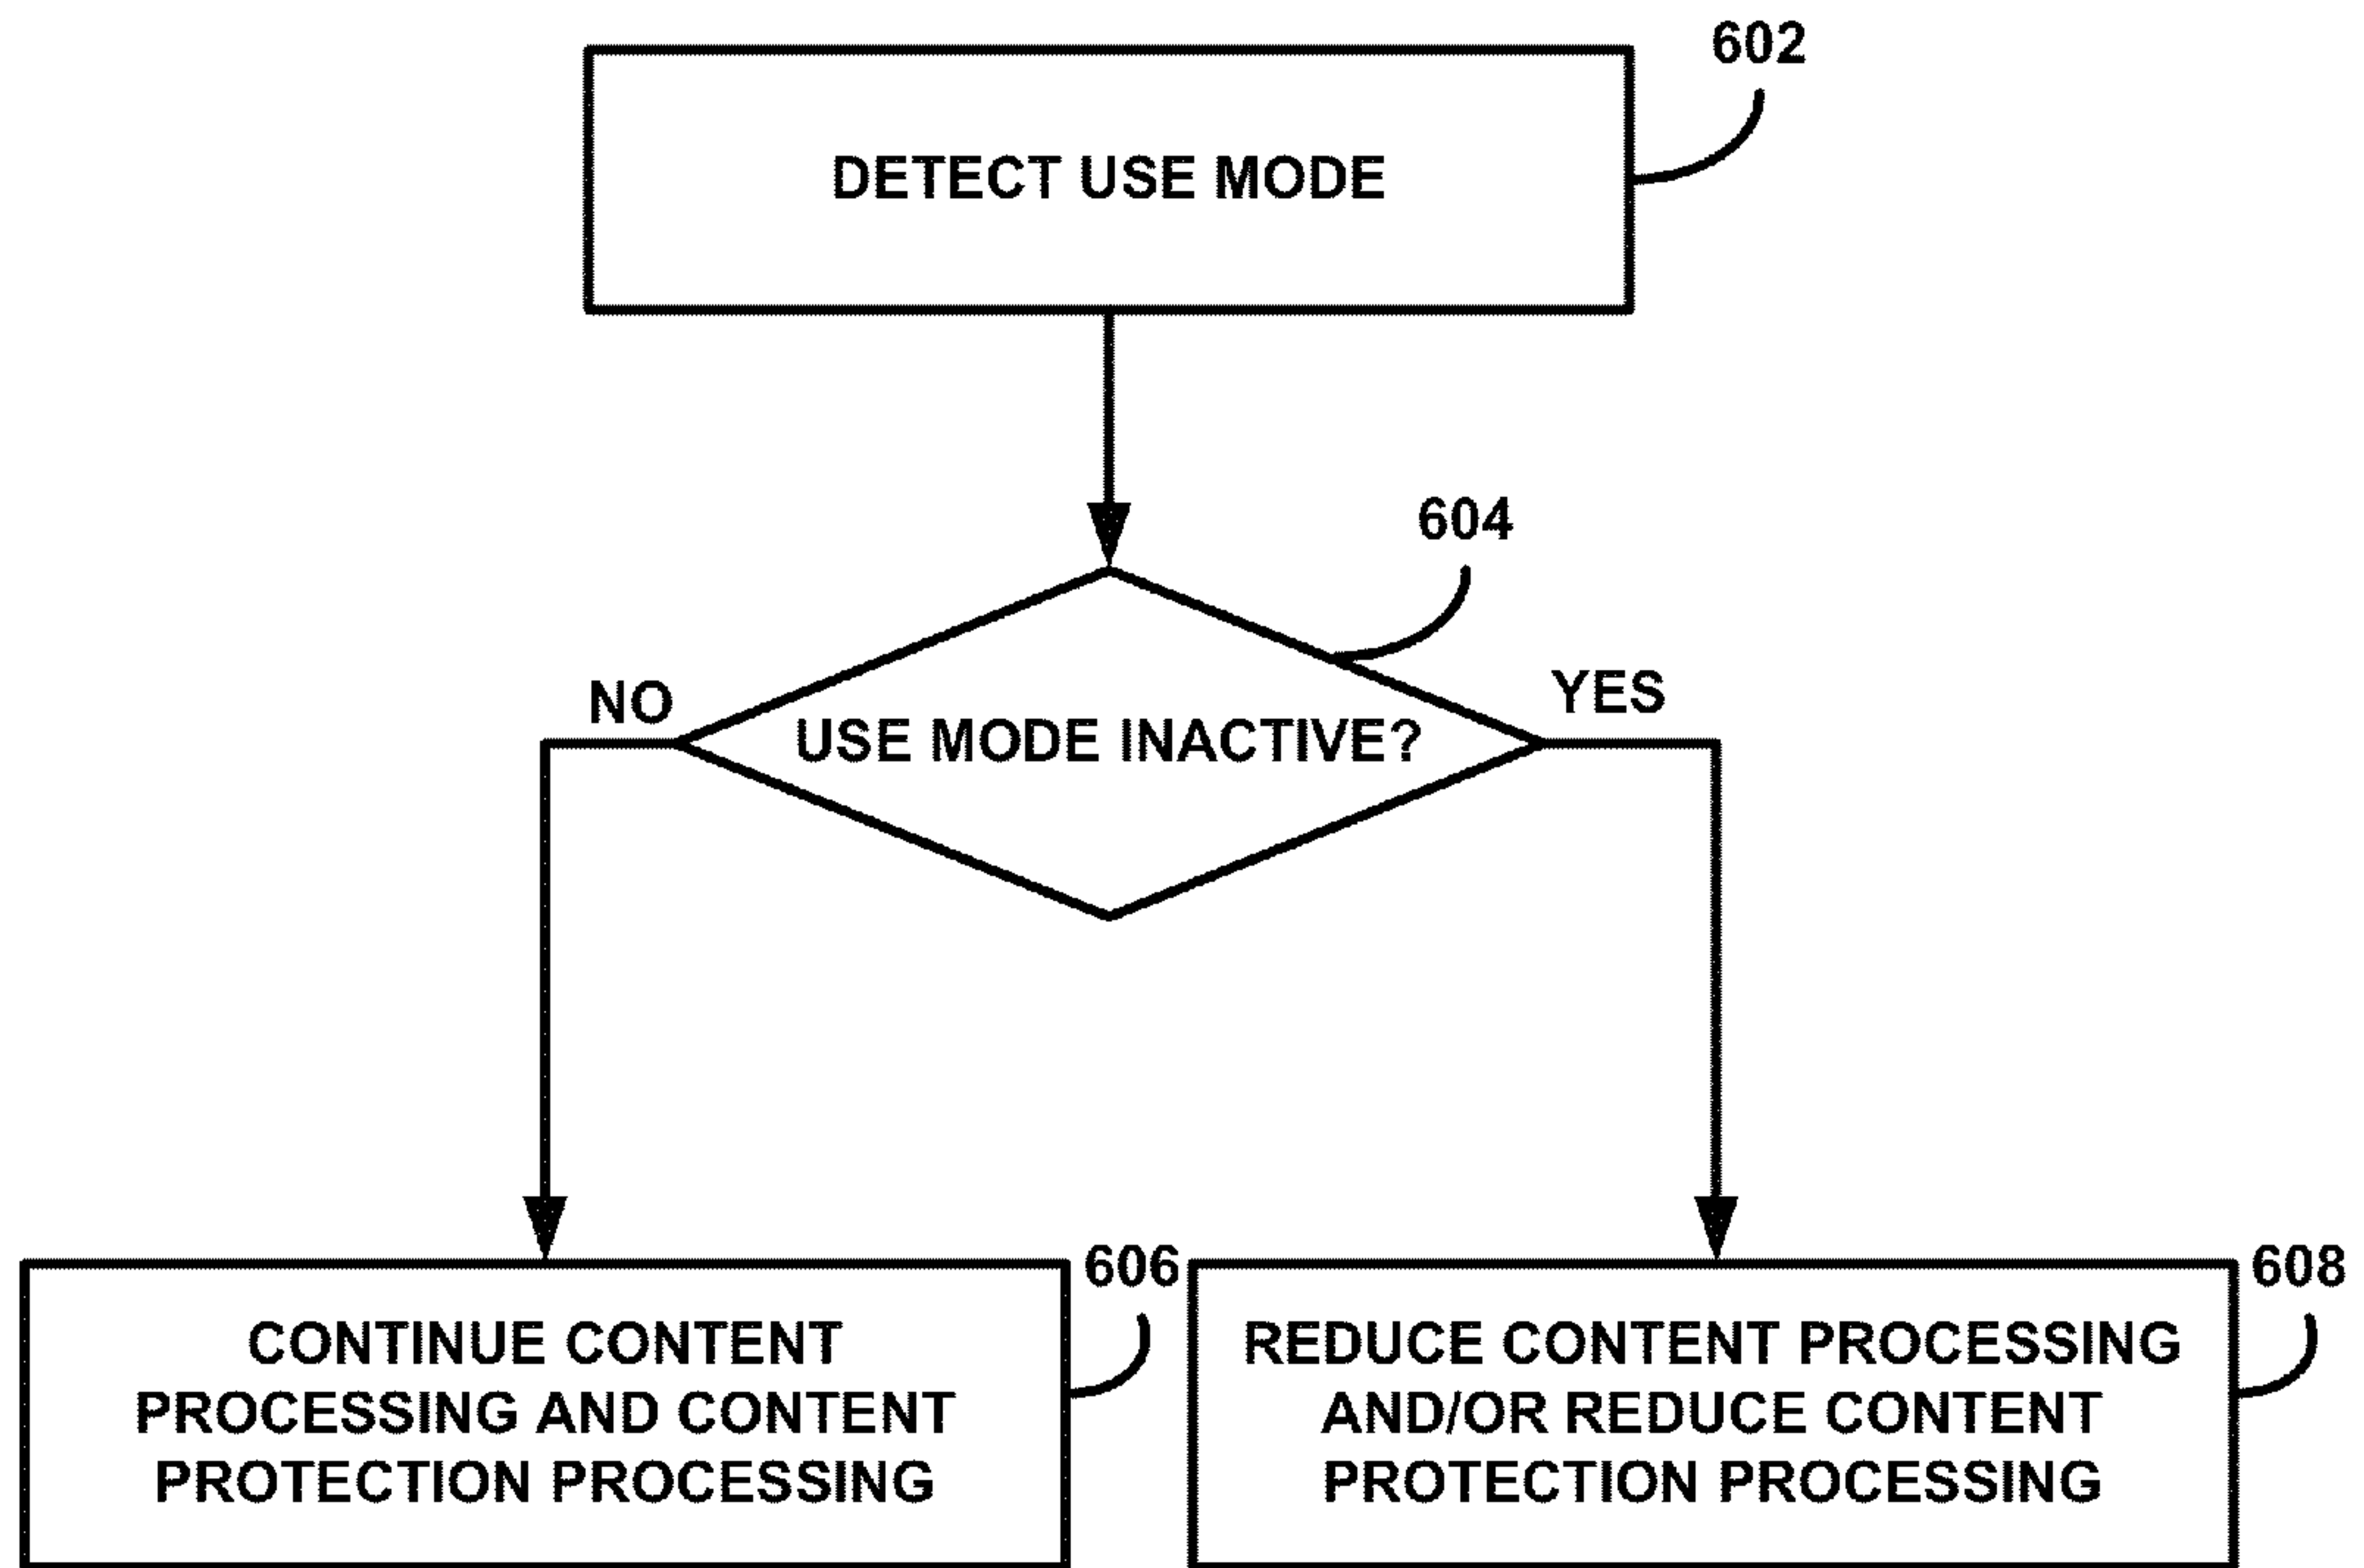 602
DETECT USE MODE
604
NO
YES
USE MODE INACTIVE?
606
608
CONTINUE CONTENT
PROCESSING AND CONTENT
PROTECTION PROCESSING
REDUCE CONTENT PROCESSING
AND/OR REDUCE CONTENT
PROTECTION PROCESSING